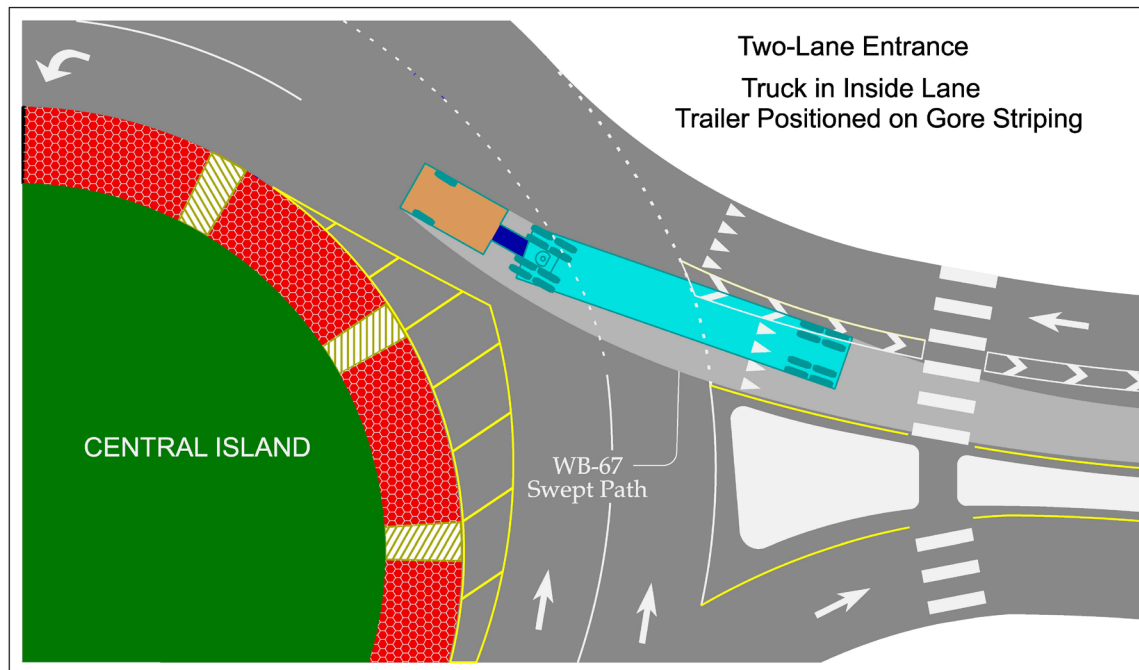 Two-Lane Entrance
Truck in Inside Lane
Trailer Positioned on Gore Striping
CENTRAL ISLAND
WB-67
Swept Path